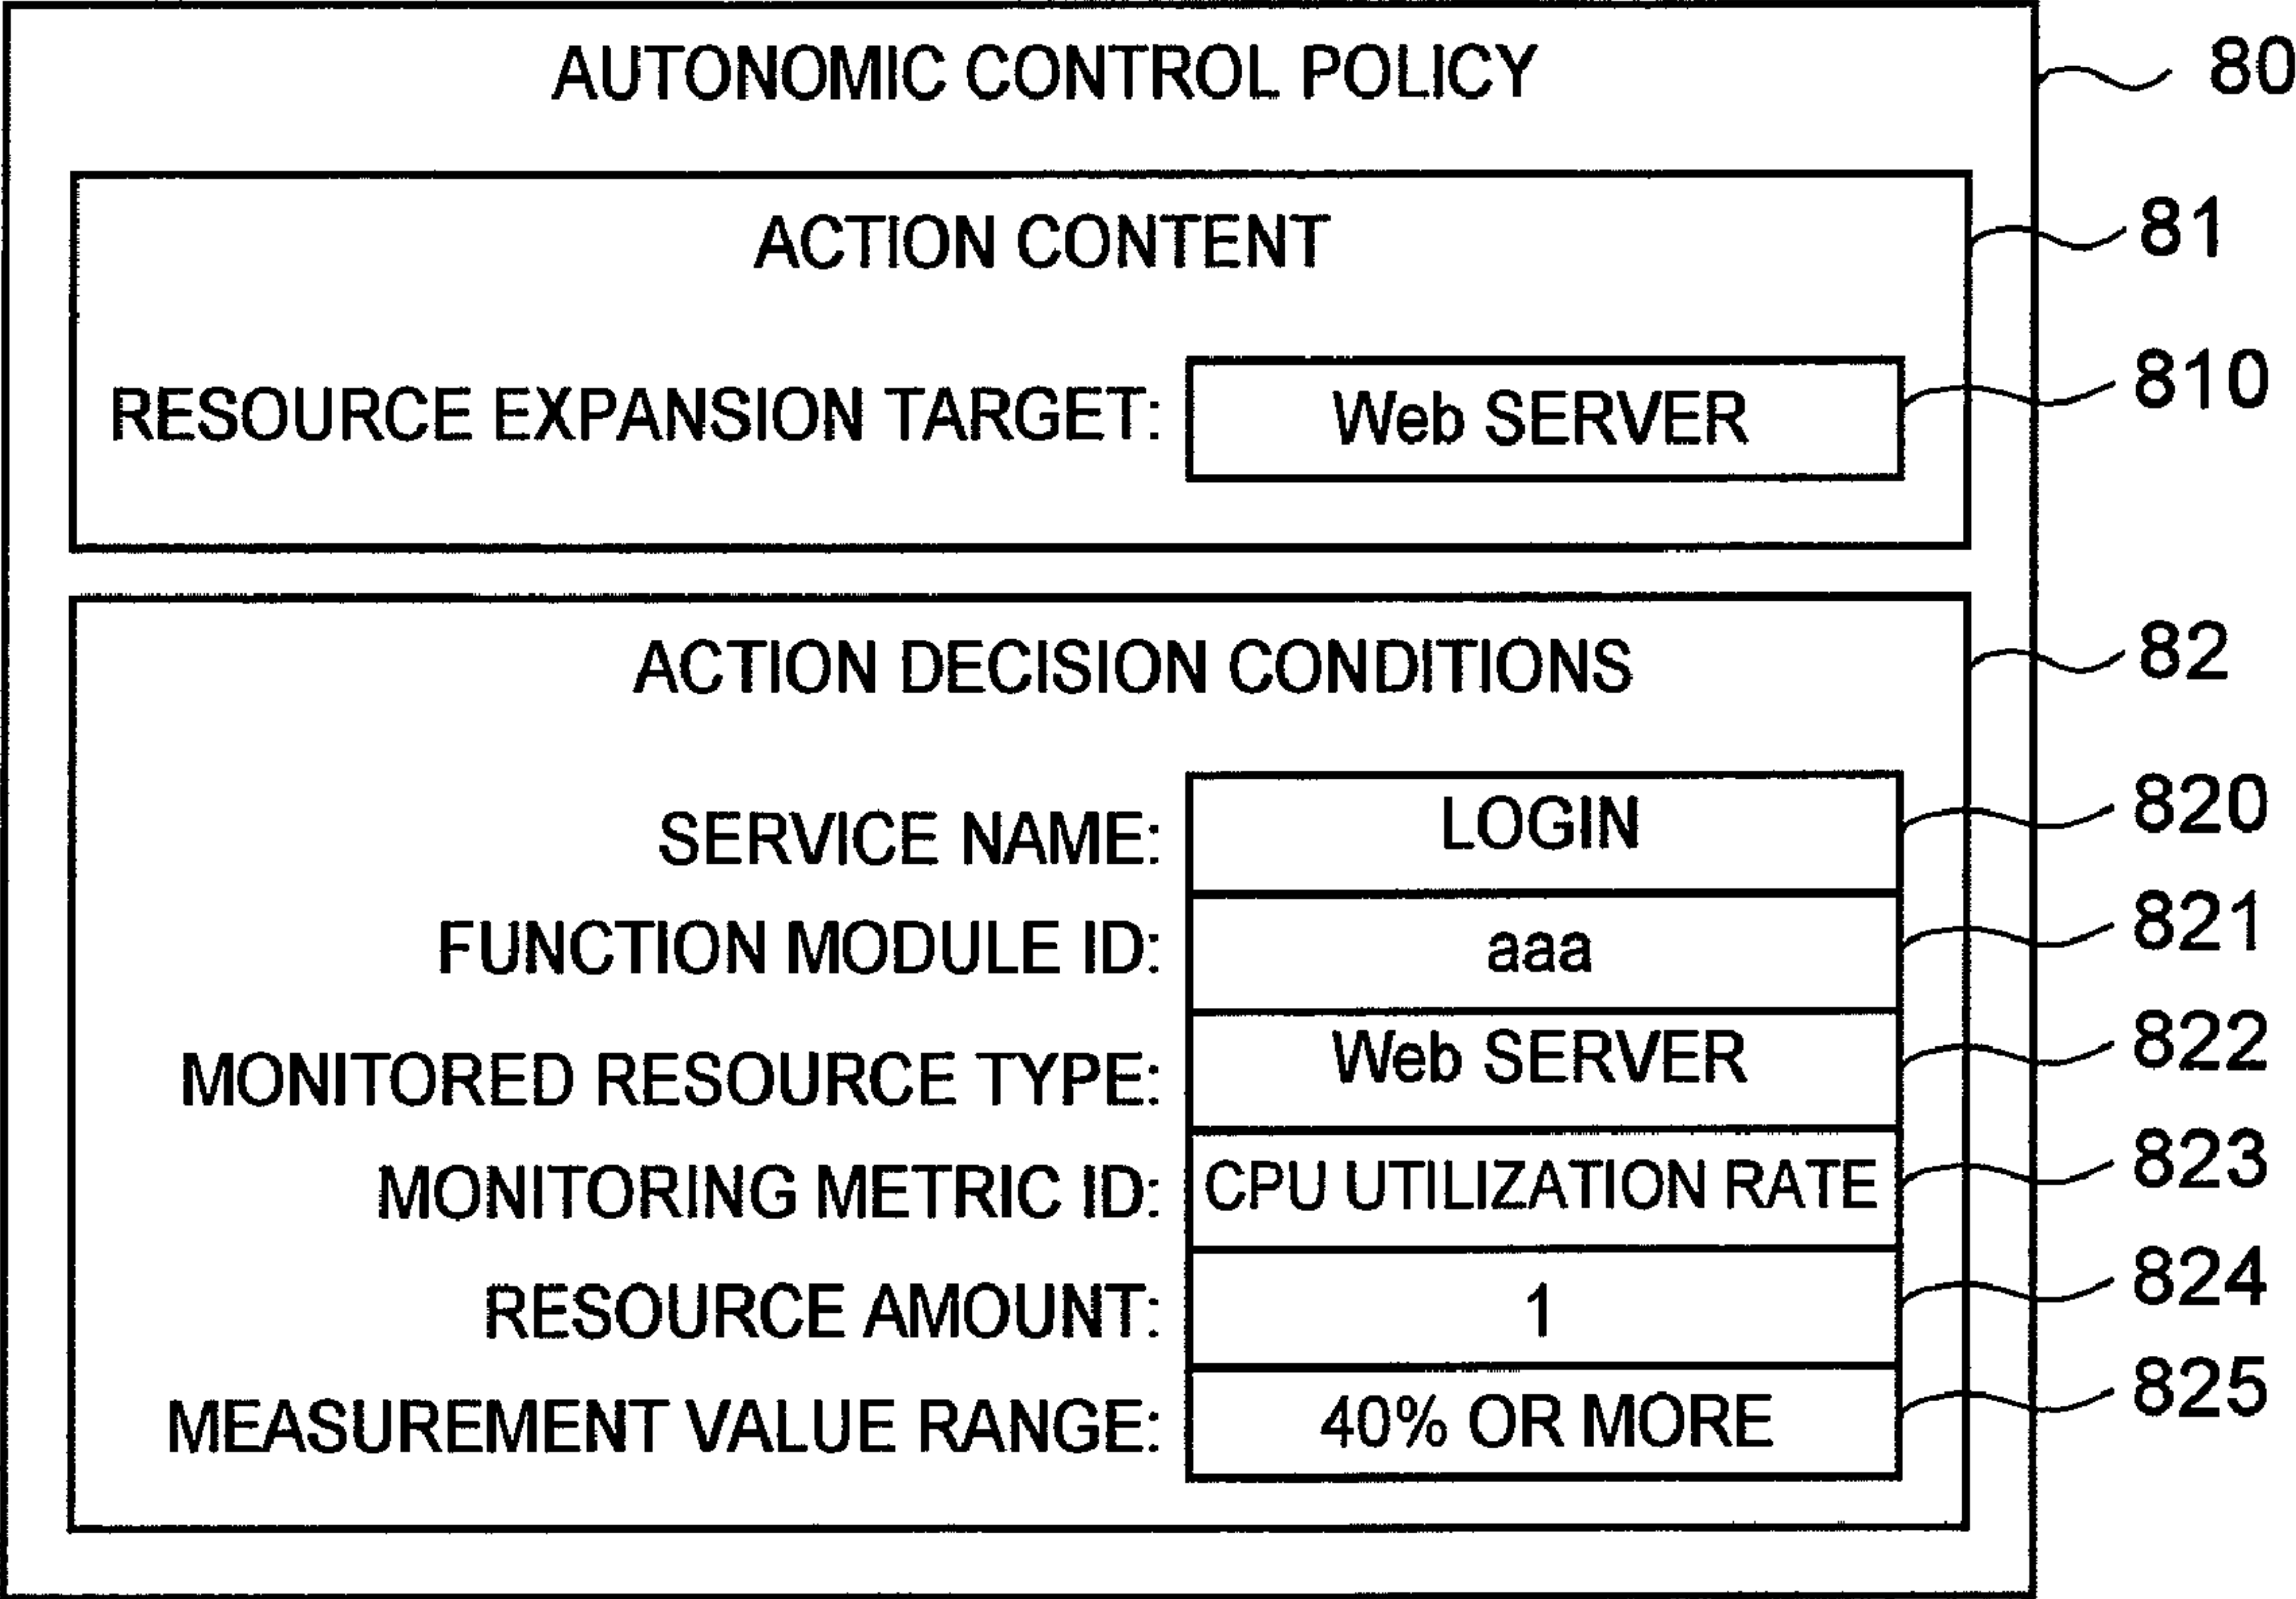 AUTONOMIC CONTROL POLICY 80
ACTION CONTENT 81
RESOURCE EXPANSION TARGET: Web SERVER 810
ACTION DECISION CONDITIONS 82
SERVICE NAME: LOGIN 820
FUNCTION MODULE ID: aaa 821
MONITORED RESOURCE TYPE: Web SERVER 822
MONITORING METRIC ID: CPU UTILIZATION RATE 823
RESOURCE AMOUNT: 1 824
MEASUREMENT VALUE RANGE: 40% OR MORE 825